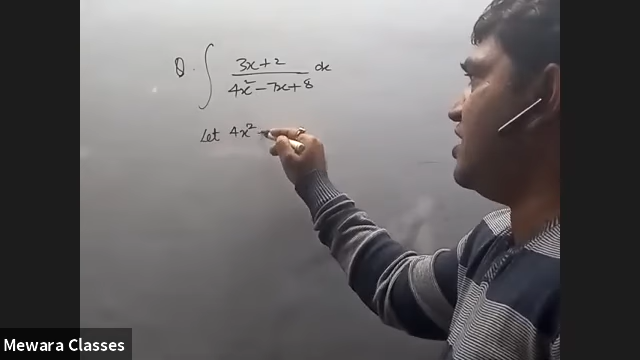 Q. ∫ (3x+2)/(4x²-7x+8) dx
Let 4x² -
Mewara Classes